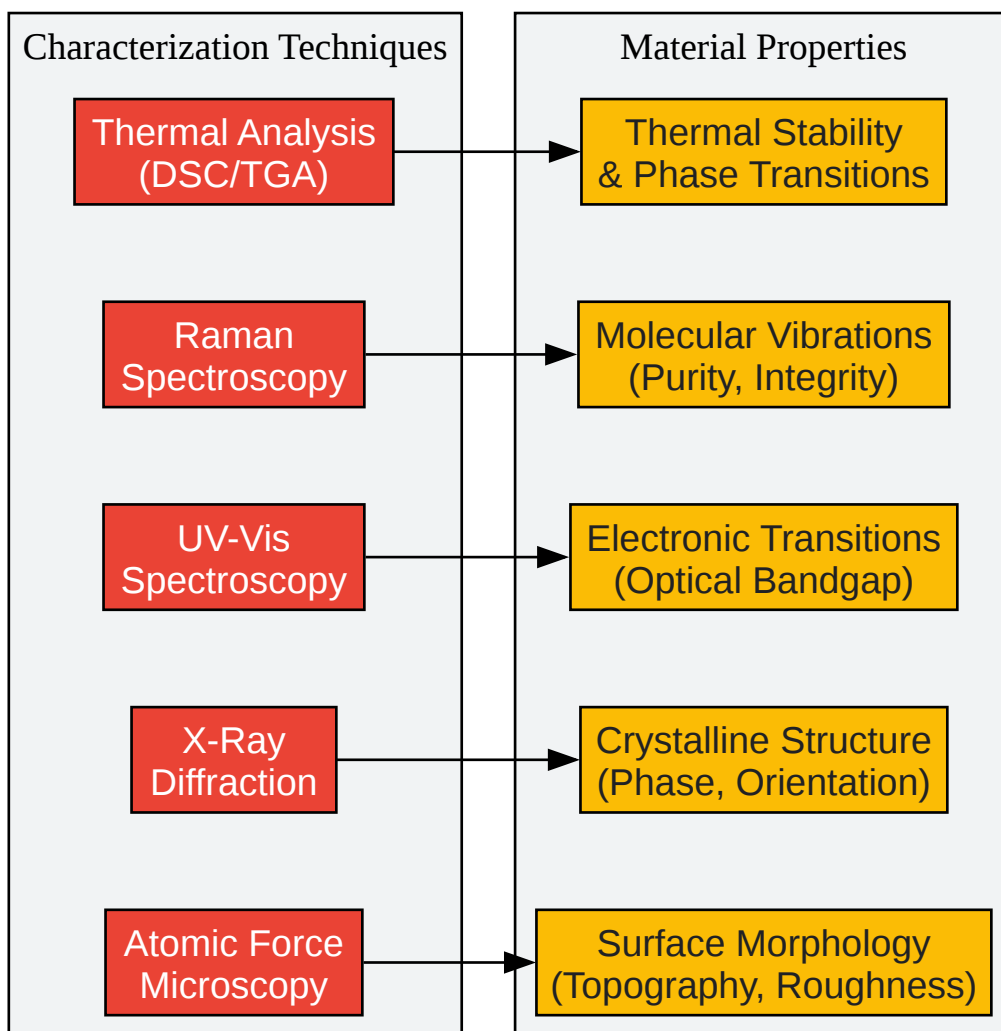 Characterization Techniques
Material Properties
Thermal Analysis
(DSC/TGA)
Thermal Stability
& Phase Transitions
Raman
Spectroscopy
Molecular Vibrations
(Purity, Integrity)
UV-Vis
Spectroscopy
Electronic Transitions
(Optical Bandgap)
X-Ray
Diffraction
Crystalline Structure
(Phase, Orientation)
Atomic Force
Microscopy
Surface Morphology
(Topography, Roughness)